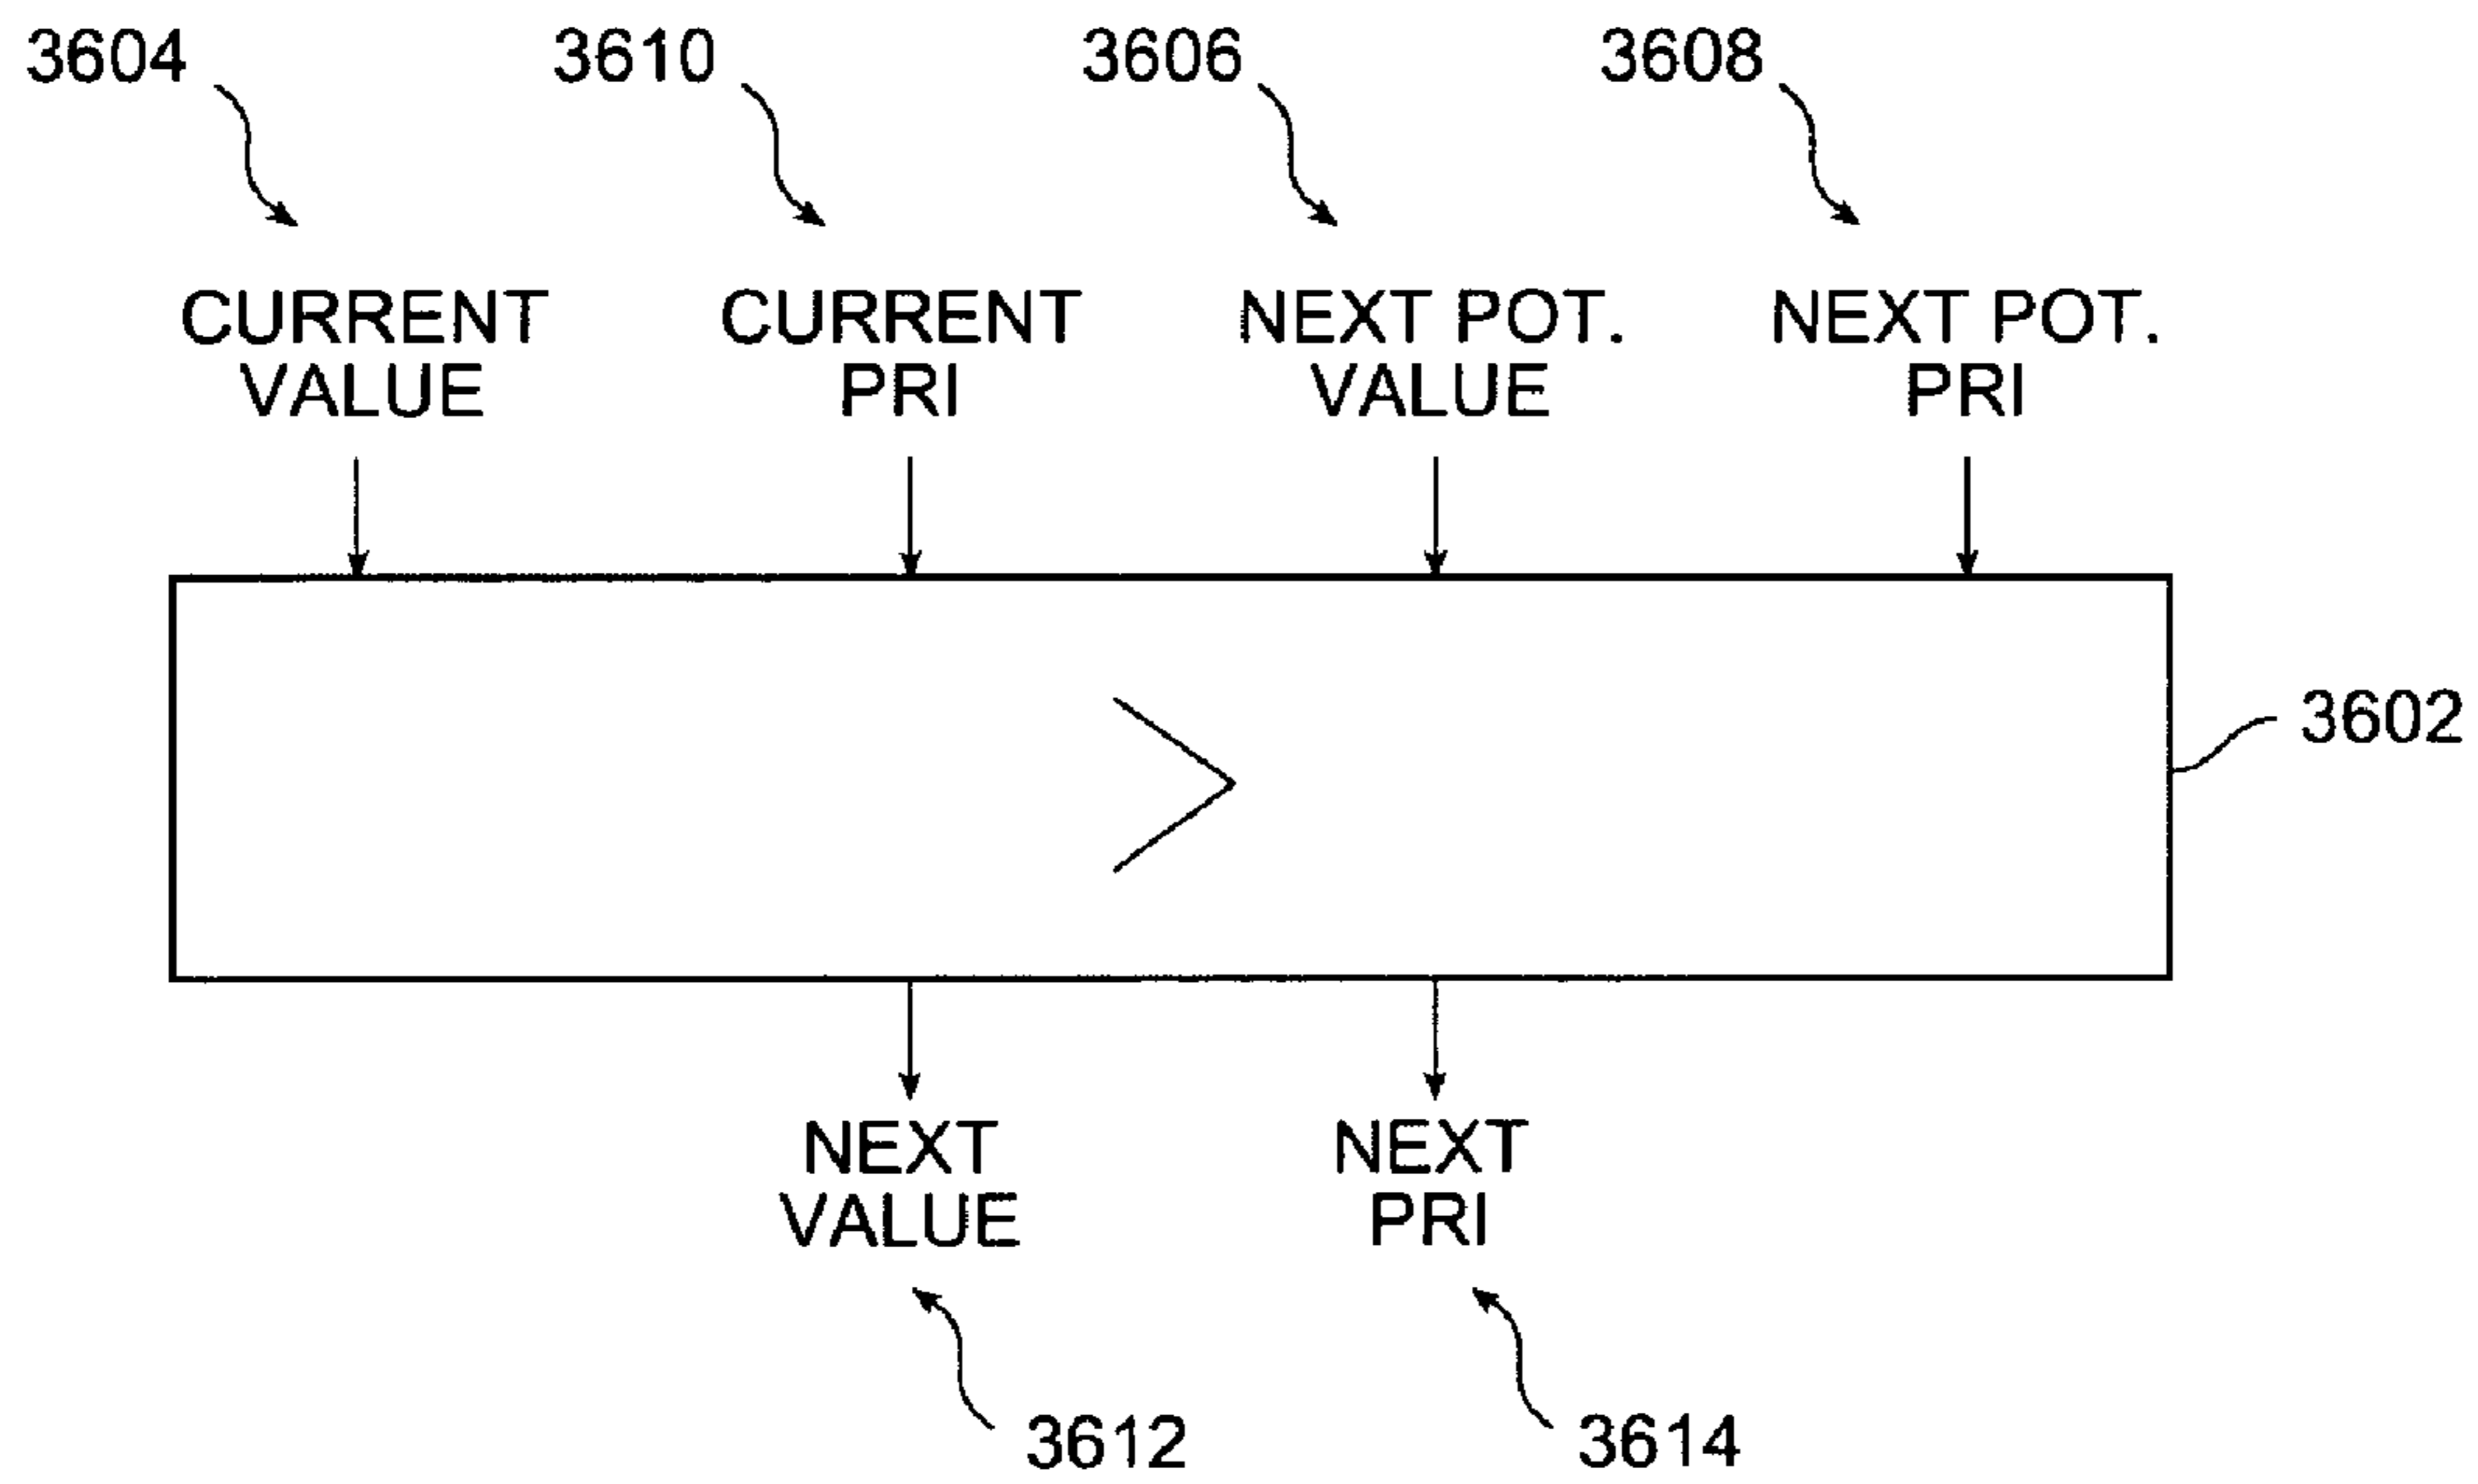 3604 3610 3606 3608
CURRENT CURRENT NEXT POT. NEXT POT.
VALUE PRI VALUE PRI
>
3602
NEXT NEXT
VALUE PRI
3612 3614